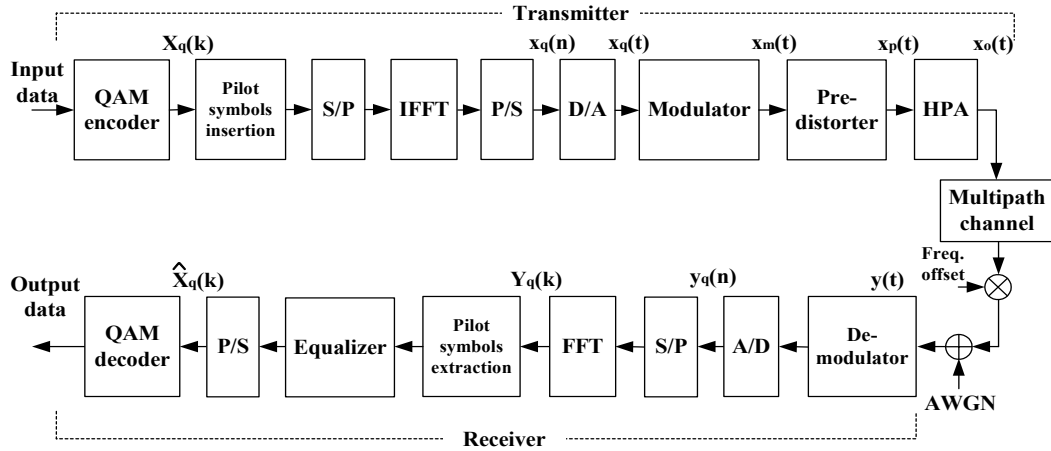 Transmitter
Xq(k)
xq(n)
xq(t)
xm(t)
xp(t)
xo(t)
Input
data
QAM
encoder
Pilot
symbols
insertion
S/P
IFFT
P/S
D/A
Modulator
Pre-
distorter
HPA
Multipath
channel
Freq.
offset
Output
data
X̂q(k)
Yq(k)
yq(n)
y(t)
QAM
decoder
P/S
Equalizer
Pilot
symbols
extraction
FFT
S/P
A/D
De-
modulator
AWGN
Receiver